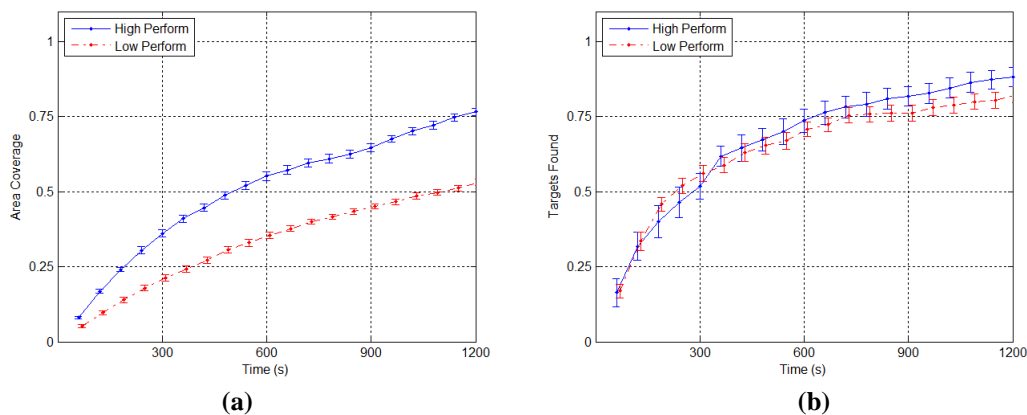 High Perform
Low Perform
1
0.75
0.5
0.25
0
Area Coverage
300
600
900
1200
Time (s)
(a)
High Perform
Low Perform
1
0.75
0.5
0.25
0
Targets Found
300
600
900
1200
Time (s)
(b)